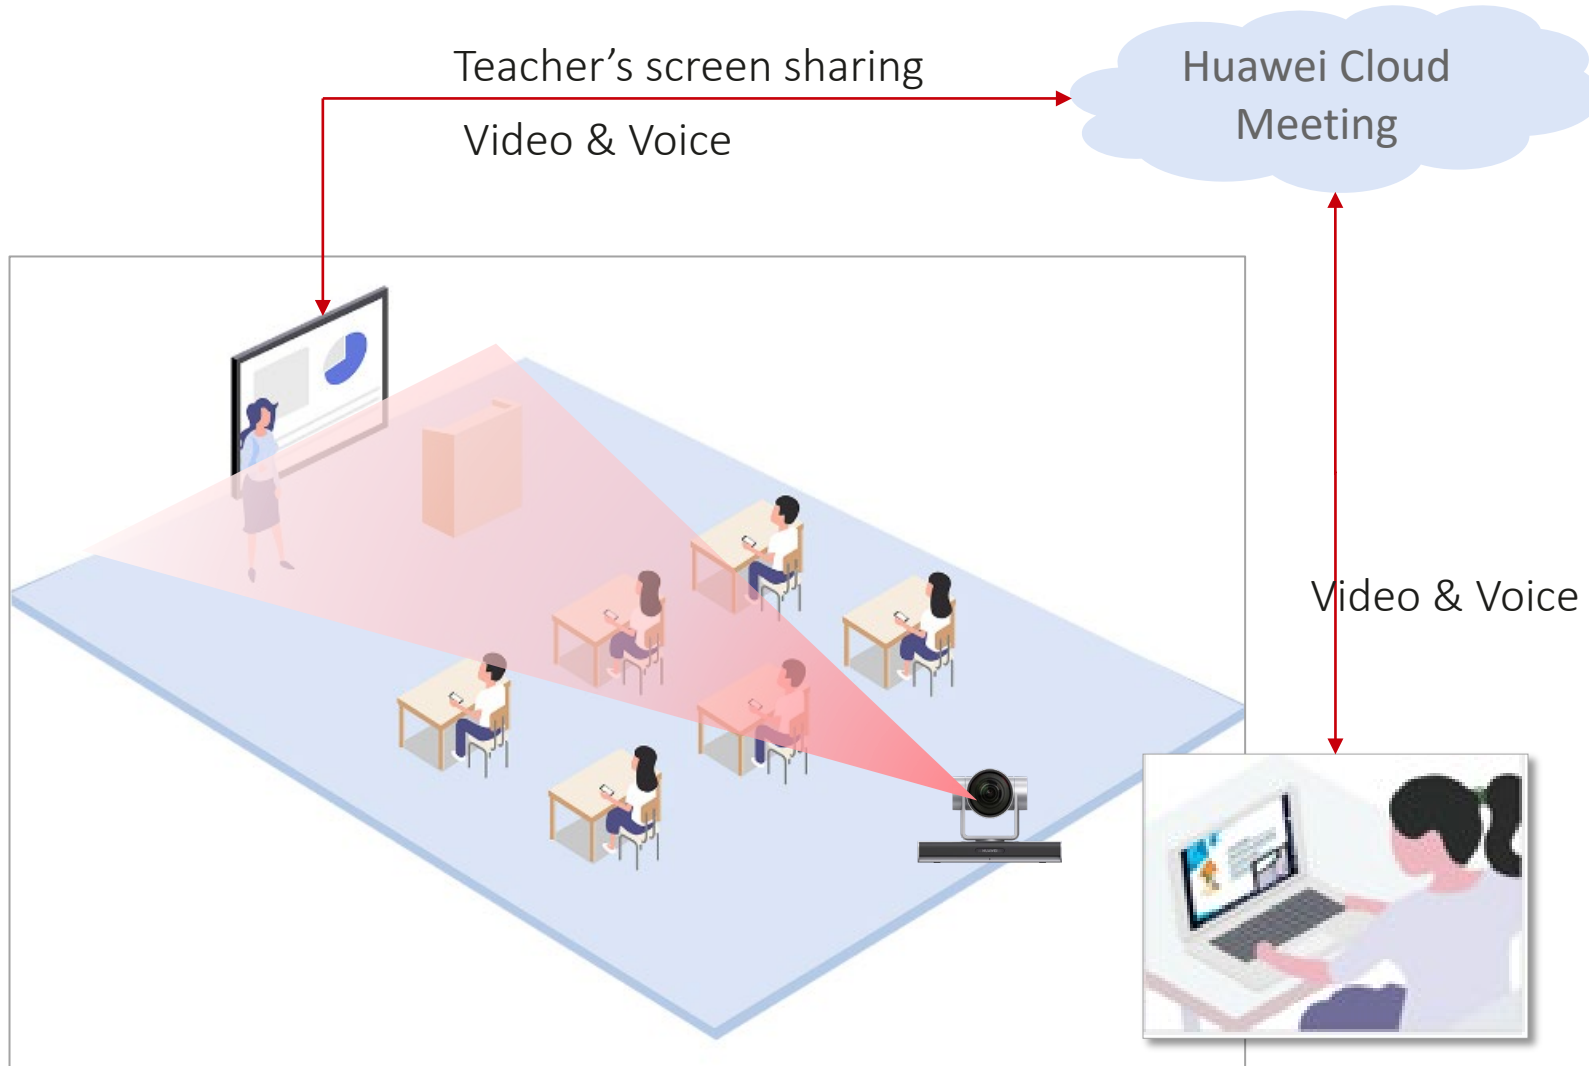 Teacher’s screen sharing
Video & Voice
Huawei Cloud
Meeting
Video & Voice